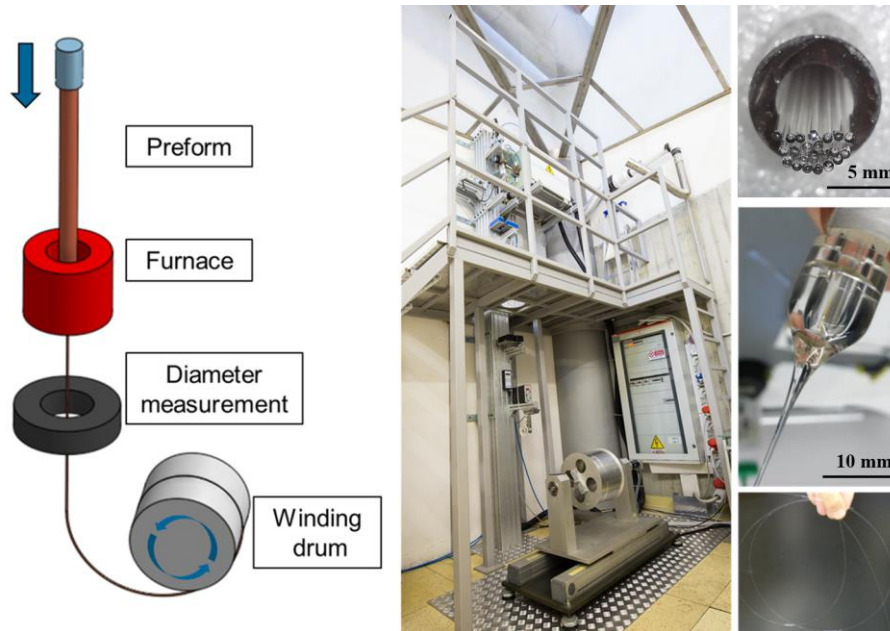 Preform
Furnace
Diameter
measurement
Winding
drum
5 mm
10 mm